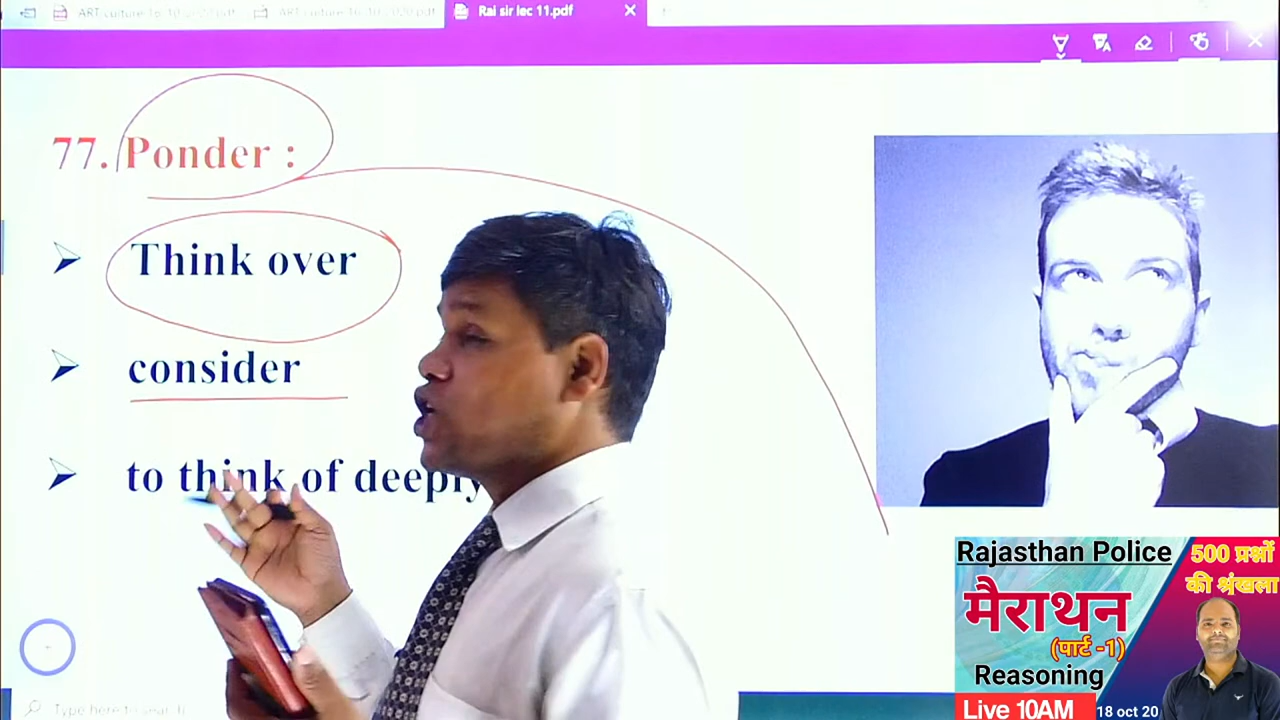 Rai sir lec 11.pdf
77. Ponder :
Think over
consider
to think of deeply
Rajasthan Police
500 प्रश्नों
की श्रृंखला
मैराथन
(पार्ट -1)
Reasoning
Live 10AM
18 oct 20